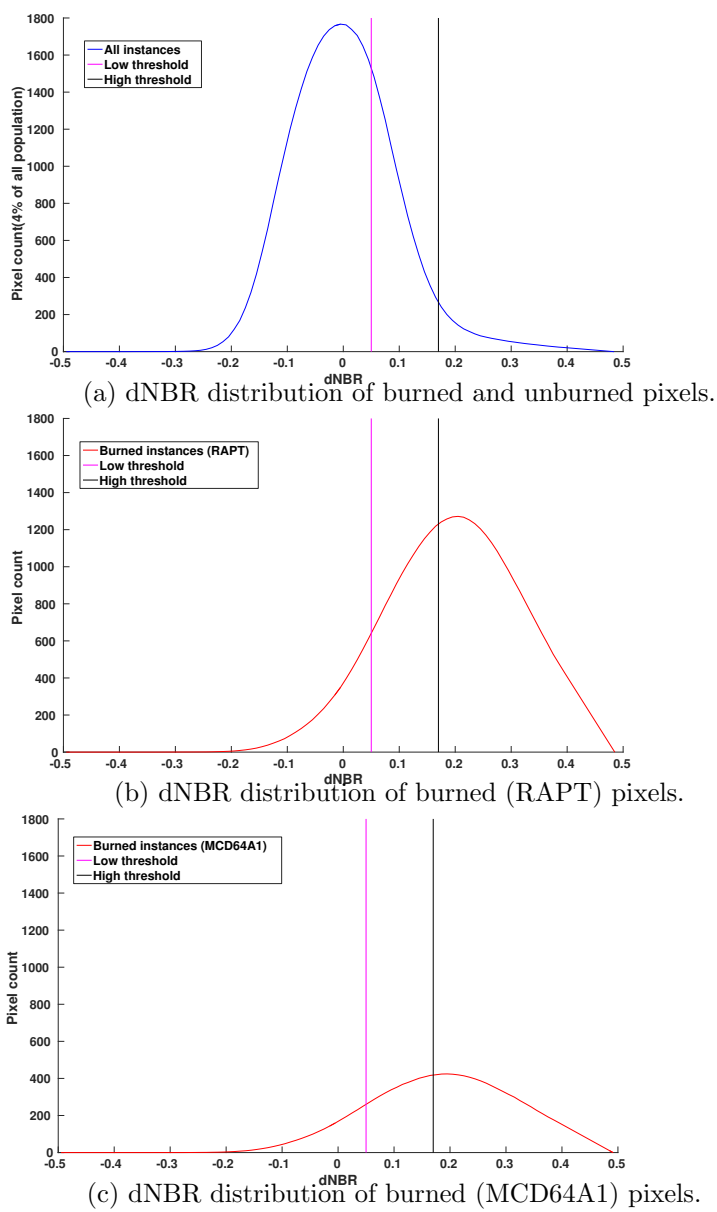 1800
1600
1400
1200
1000
800
600
400
200
0
Pixel count(4% of all population)
All instances
Low threshold
High threshold
-0.5 -0.4 -0.3 -0.2 -0.1 0 0.1 0.2 0.3 0.4 0.5
dNBR
(a) dNBR distribution of burned and unburned pixels.
1800
1600
1400
1200
1000
800
600
400
200
0
Pixel count
Burned instances (RAPT)
Low threshold
High threshold
-0.5 -0.4 -0.3 -0.2 -0.1 0 0.1 0.2 0.3 0.4 0.5
dNBR
(b) dNBR distribution of burned (RAPT) pixels.
1800
1600
1400
1200
1000
800
600
400
200
0
Pixel count
Burned instances (MCD64A1)
Low threshold
High threshold
-0.5 -0.4 -0.3 -0.2 -0.1 0 0.1 0.2 0.3 0.4 0.5
dNBR
(c) dNBR distribution of burned (MCD64A1) pixels.